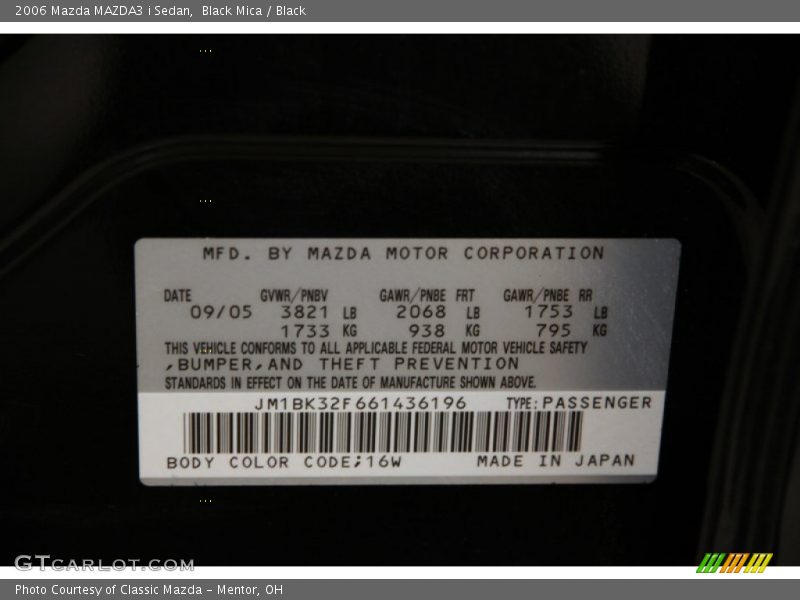 2006 Mazda MAZDA3 i Sedan,  Black Mica / Black
MFD. BY MAZDA MOTOR CORPORATION
DATE GVWR/PNBV GAWR/PNBE FRT GAWR/PNBE RR
09/05 3821 LB 2068 LB 1753 LB
1733 KG 938 KG 795 KG
THIS VEHICLE CONFORMS TO ALL APPLICABLE FEDERAL MOTOR VEHICLE SAFETY
,BUMPER,AND THEFT PREVENTION
STANDARDS IN EFFECT ON THE DATE OF MANUFACTURE SHOWN ABOVE.
JM1BK32F661436196 TYPE:PASSENGER
BODY COLOR CODE;16W MADE IN JAPAN
GTCARLOT.COM
Photo Courtesy of Classic Mazda - Mentor, OH